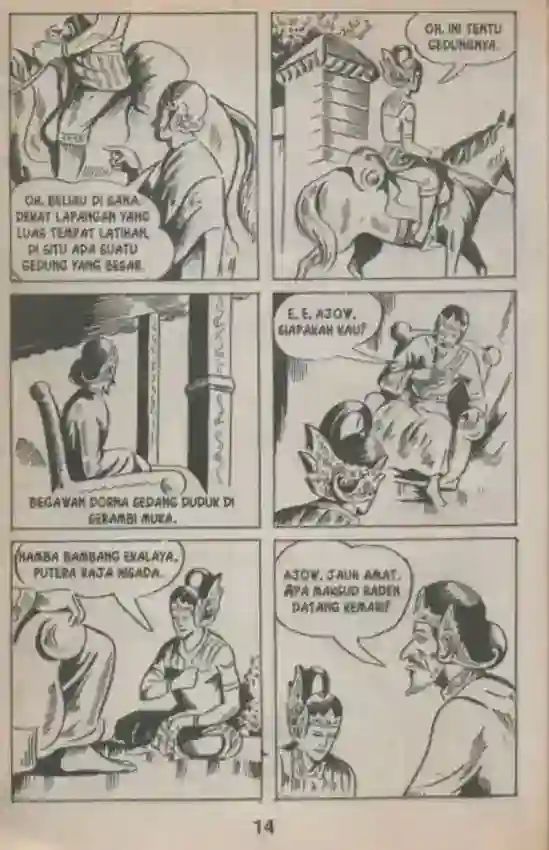 OH, BELIAU DI SANA.
DEKAT LAPANGAN YANG
LUAS TEMPAT LATIHAN.
DI SITU ADA SUATU
GEDUNG YANG BESAR.
OH, INI TENTU
GEDUNGNYA.
BEGAWAN DORNA SEDANG DUDUK DI
SERAMBI MUKA.
E, E, AJOW,
SIAPAKAH KAU?
HAMBA BAMBANG EKALAYA,
PUTERA RAJA NISADA.
AJOW, JAUH AMAT.
APA MAKSUD RADEN
DATANG KEMARI?
14